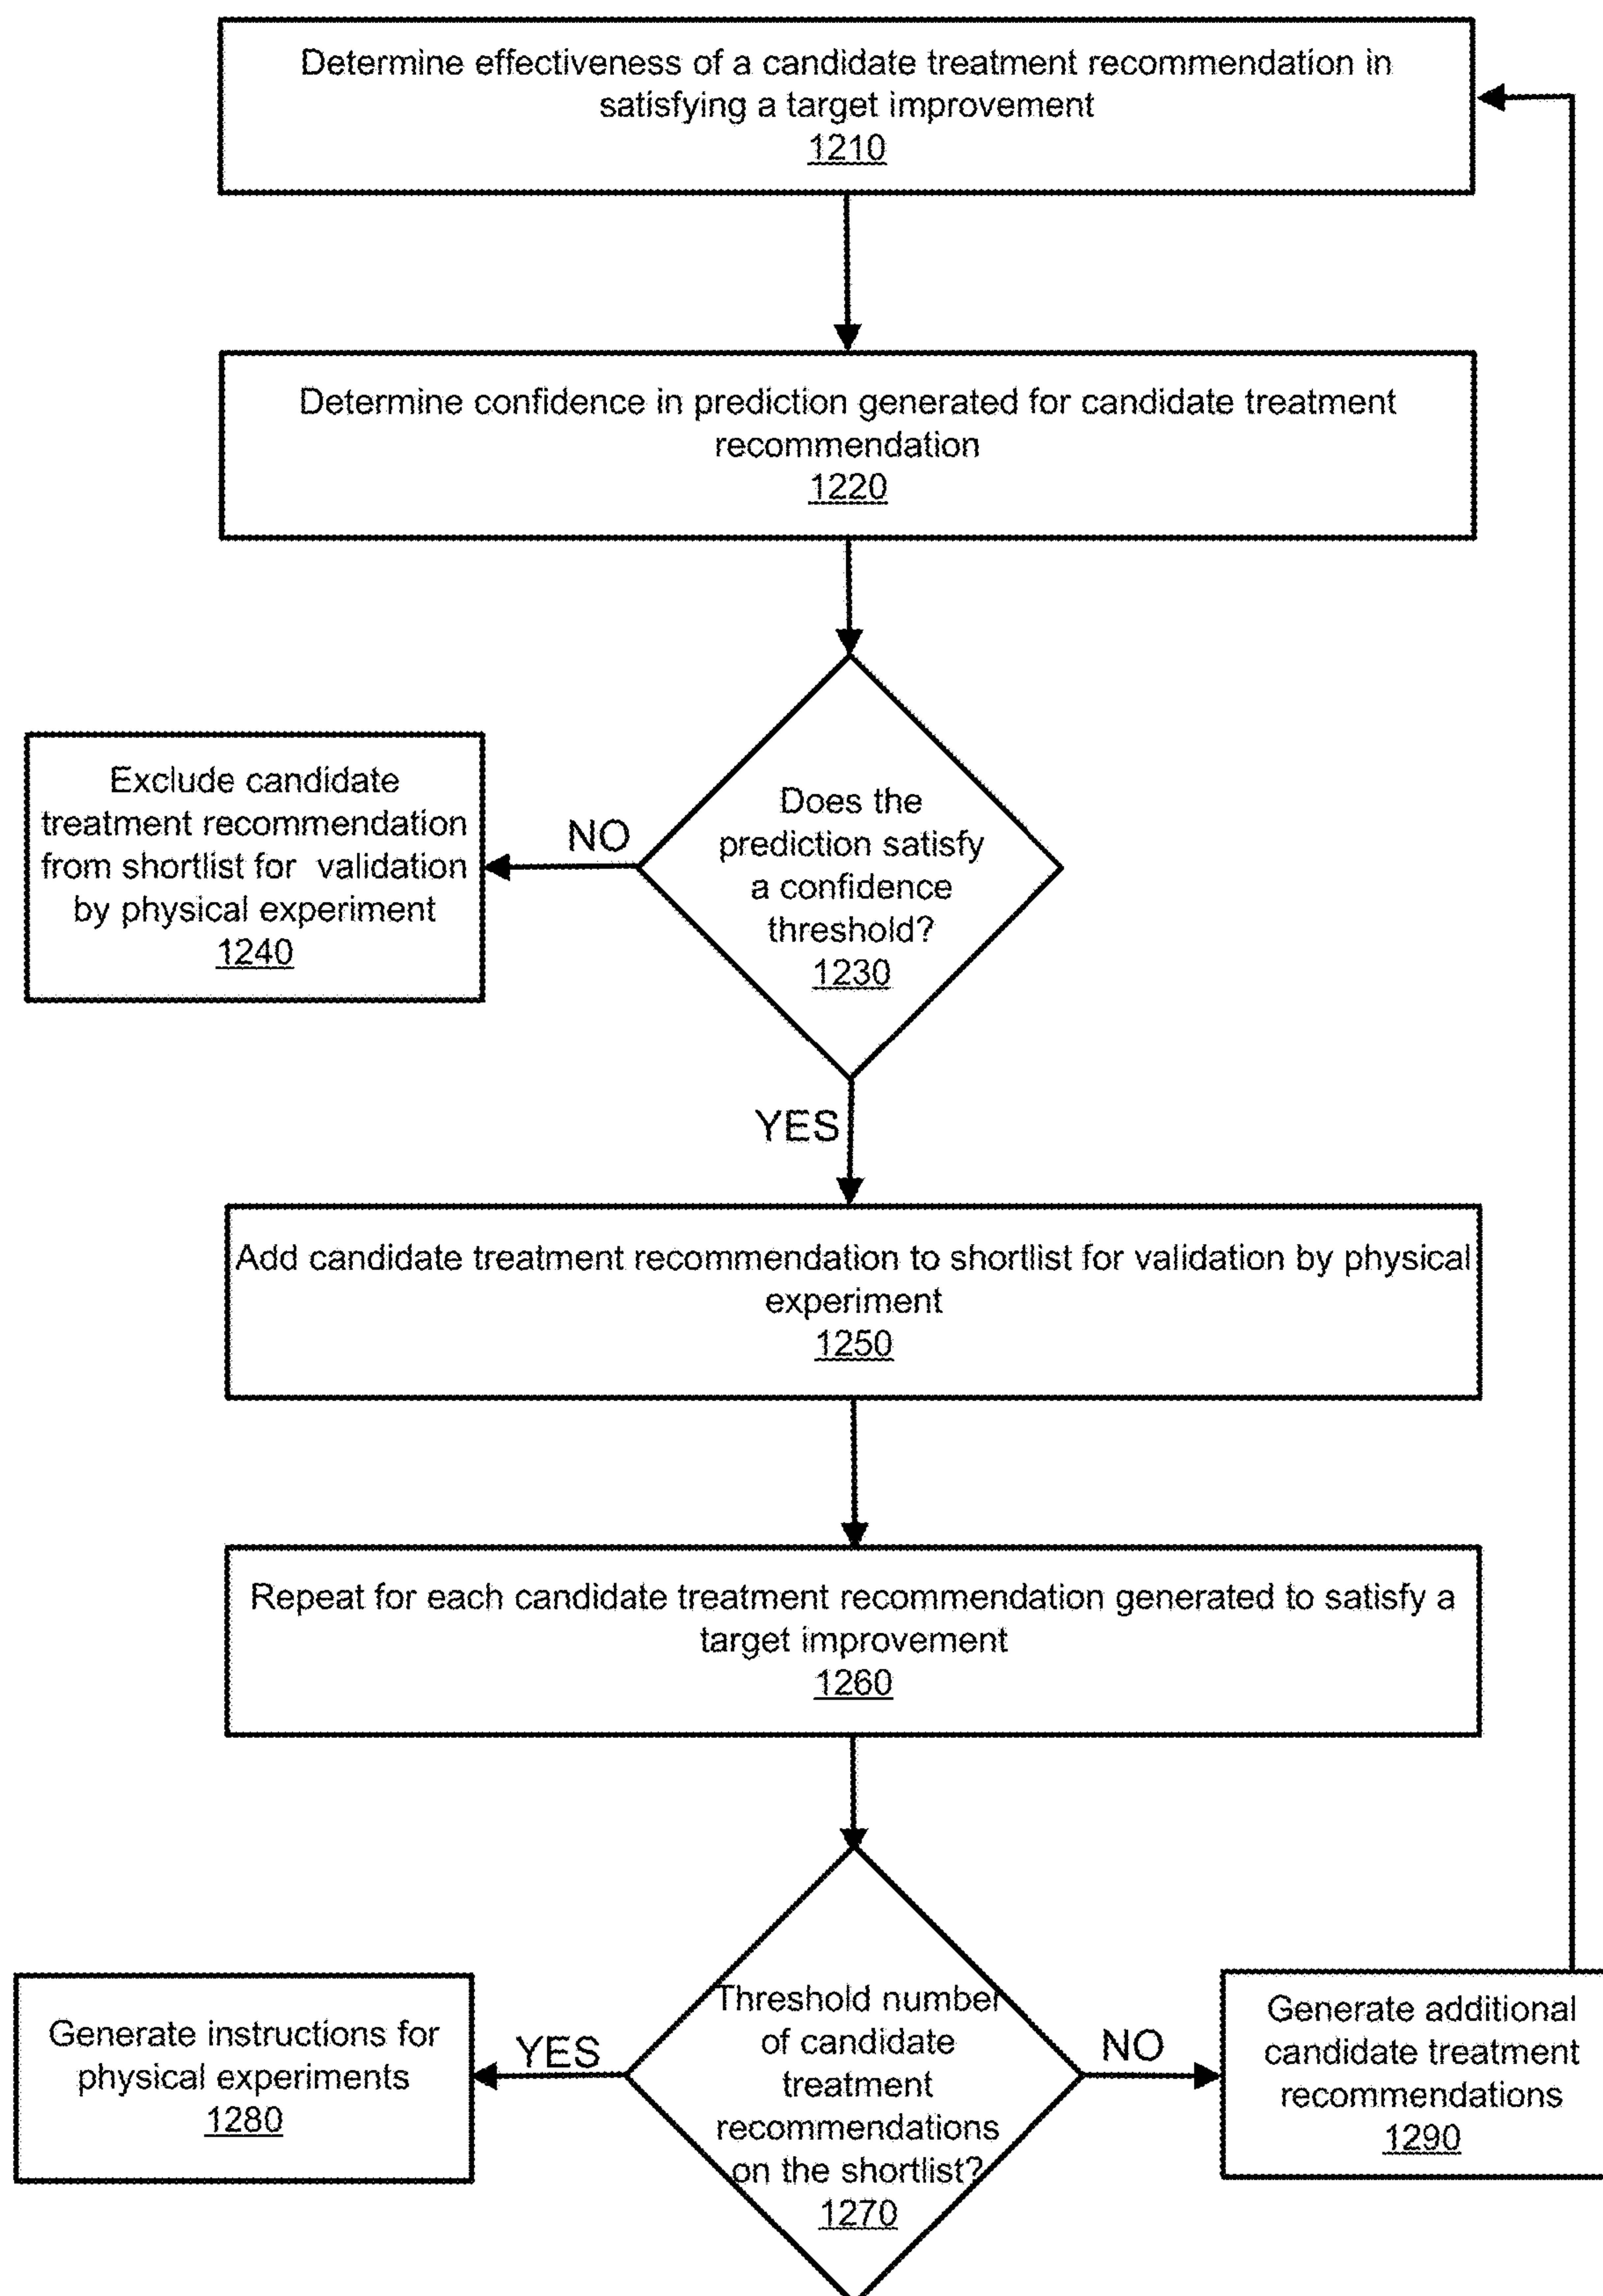 Determine effectiveness of a candidate treatment recommendation in
satisfying a target improvement
1210
Determine confidence in prediction generated for candidate treatment
recommendation
1220
Does the
prediction satisfy
a confidence
threshold?
1230
NO
Exclude candidate
treatment recommendation
from shortlist for validation
by physical experiment
1240
YES
Add candidate treatment recommendation to shortlist for validation by physical
experiment
1250
Repeat for each candidate treatment recommendation generated to satisfy a
target improvement
1260
Threshold number
of candidate
treatment
recommendations
on the shortlist?
1270
YES
Generate instructions for
physical experiments
1280
NO
Generate additional
candidate treatment
recommendations
1290